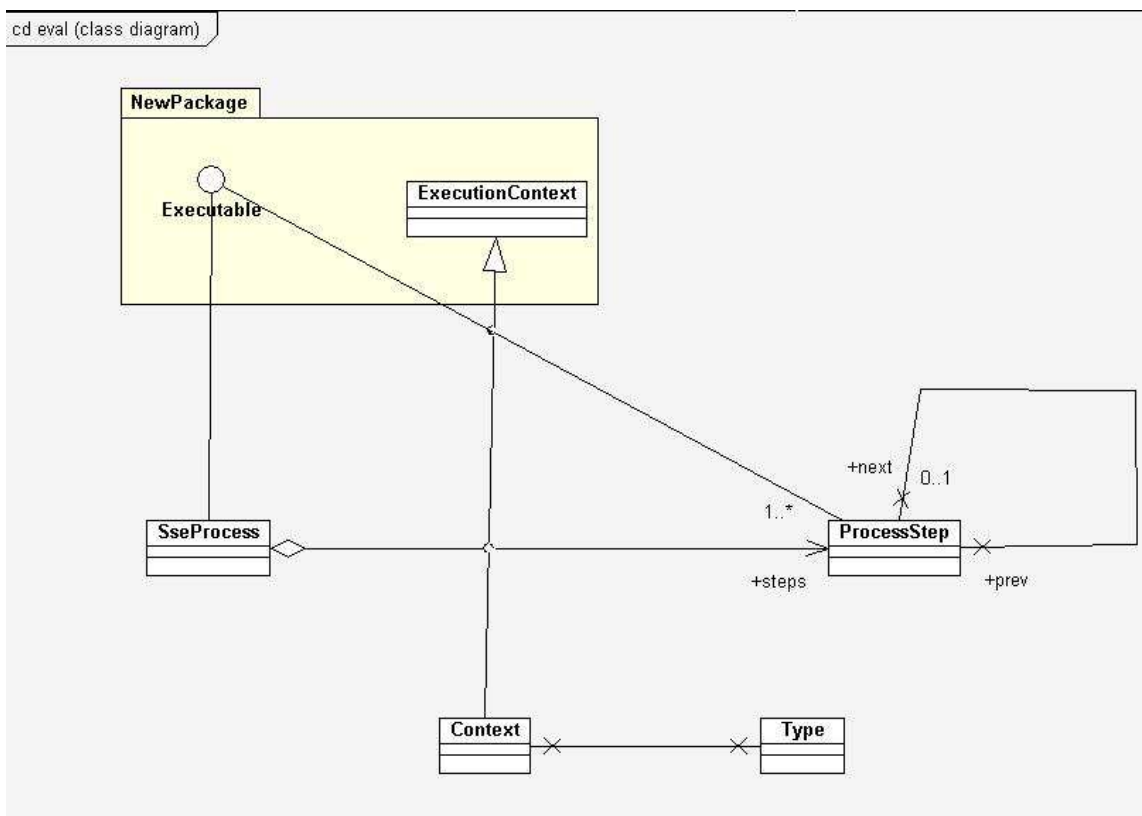 cd eval (class diagram)
NewPackage
Executable
ExecutionContext
+next
0..1
1..*
SseProcess
ProcessStep
+steps
+prev
Context
Type